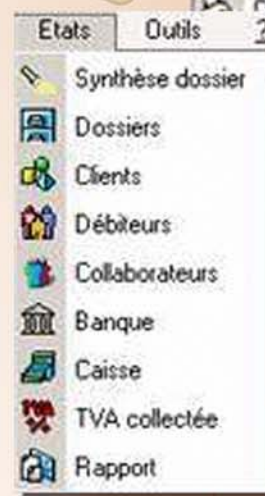 Etats Outils ?
Synthèse dossier
Dossiers
Clients
Débiteurs
Collaborateurs
Banque
Caisse
TVA collectée
Rapport